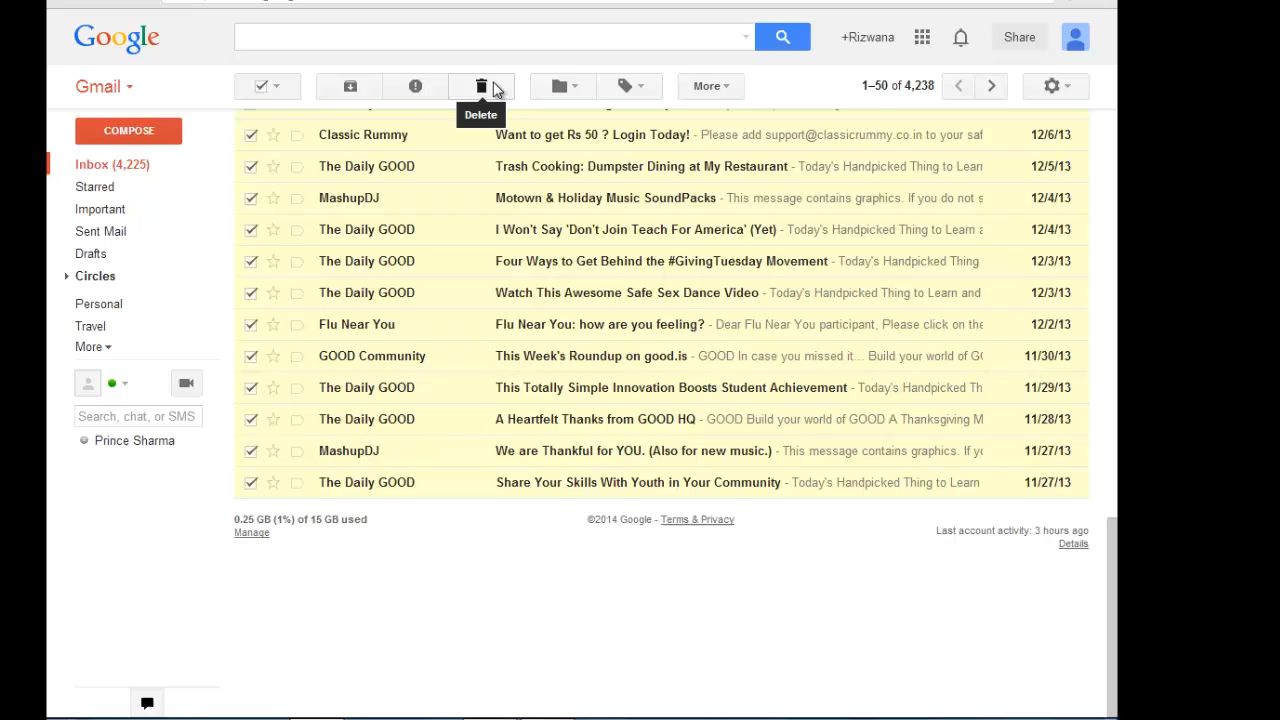 Google
+Rizwana
Share
Gmail
More
1–50 of 4,238
Delete
COMPOSE
Inbox (4,225)
Starred
Important
Sent Mail
Drafts
Circles
Personal
Travel
More
Search, chat, or SMS
Prince Sharma
Classic Rummy Want to get Rs 50 ? Login Today! - Please add support@classicrummy.co.in to your saf 12/6/13
The Daily GOOD Trash Cooking: Dumpster Dining at My Restaurant - Today's Handpicked Thing to Learn 12/5/13
MashupDJ Motown & Holiday Music SoundPacks - This message contains graphics. If you do not s 12/4/13
The Daily GOOD I Won't Say 'Don't Join Teach For America' (Yet) - Today's Handpicked Thing to Learn a 12/4/13
The Daily GOOD Four Ways to Get Behind the #GivingTuesday Movement - Today's Handpicked Thing 12/3/13
The Daily GOOD Watch This Awesome Safe Sex Dance Video - Today's Handpicked Thing to Learn and 12/3/13
Flu Near You Flu Near You: how are you feeling? - Dear Flu Near You participant, Please click on the 12/2/13
GOOD Community This Week's Roundup on good.is - GOOD In case you missed it... Build your world of GO 11/30/13
The Daily GOOD This Totally Simple Innovation Boosts Student Achievement - Today's Handpicked Th 11/29/13
The Daily GOOD A Heartfelt Thanks from GOOD HQ - GOOD Build your world of GOOD A Thanksgiving M 11/28/13
MashupDJ We are Thankful for YOU. (Also for new music.) - This message contains graphics. If yo 11/27/13
The Daily GOOD Share Your Skills With Youth in Your Community - Today's Handpicked Thing to Learn 11/27/13
0.25 GB (1%) of 15 GB used
Manage
©2014 Google - Terms & Privacy
Last account activity: 3 hours ago
Details